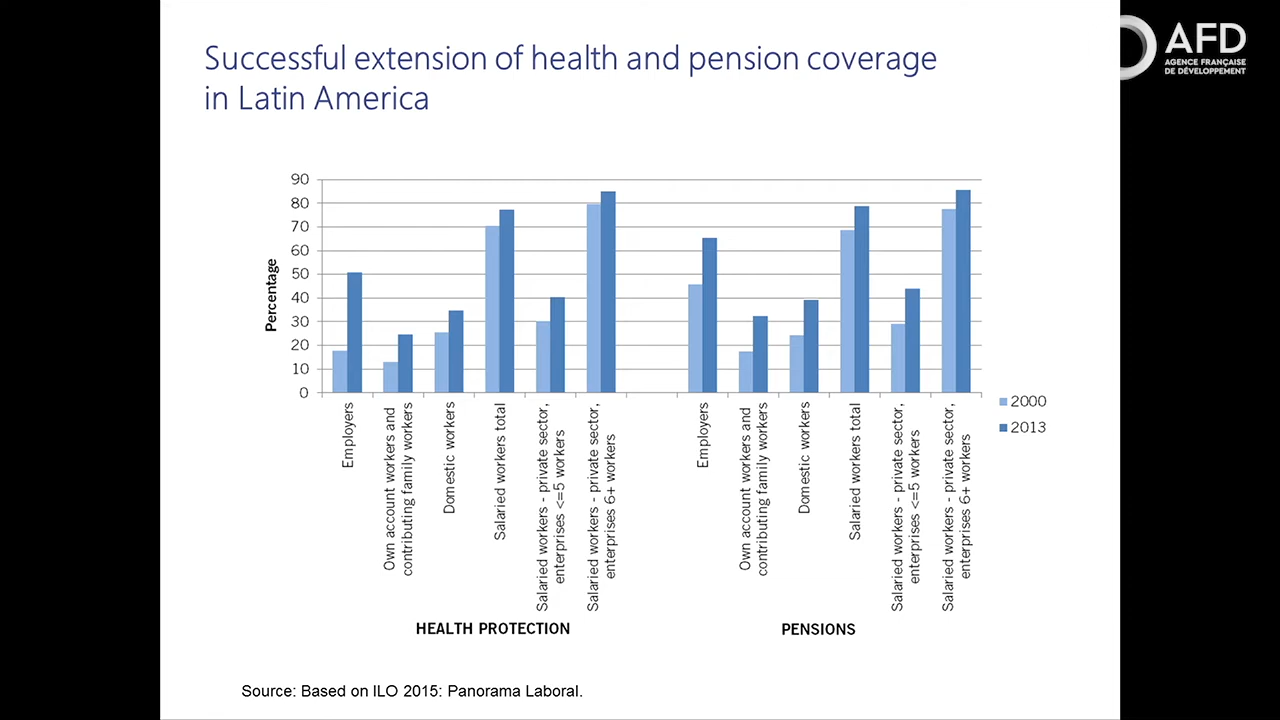 Successful extension of health and pension coverage
in Latin America
AFD
AGENCE FRANÇAISE
DE DÉVELOPPEMENT
Percentage
90
80
70
60
50
40
30
20
10
0
Employers
Own account workers and
contributing family workers
Domestic workers
Salaried workers total
Salaried workers - private sector,
enterprises <=5 workers
Salaried workers - private sector,
enterprises 6+ workers
Employers
Own account workers and
contributing family workers
Domestic workers
Salaried workers total
Salaried workers - private sector,
enterprises <=5 workers
Salaried workers - private sector,
enterprises 6+ workers
2000
2013
HEALTH PROTECTION
PENSIONS
Source: Based on ILO 2015: Panorama Laboral.